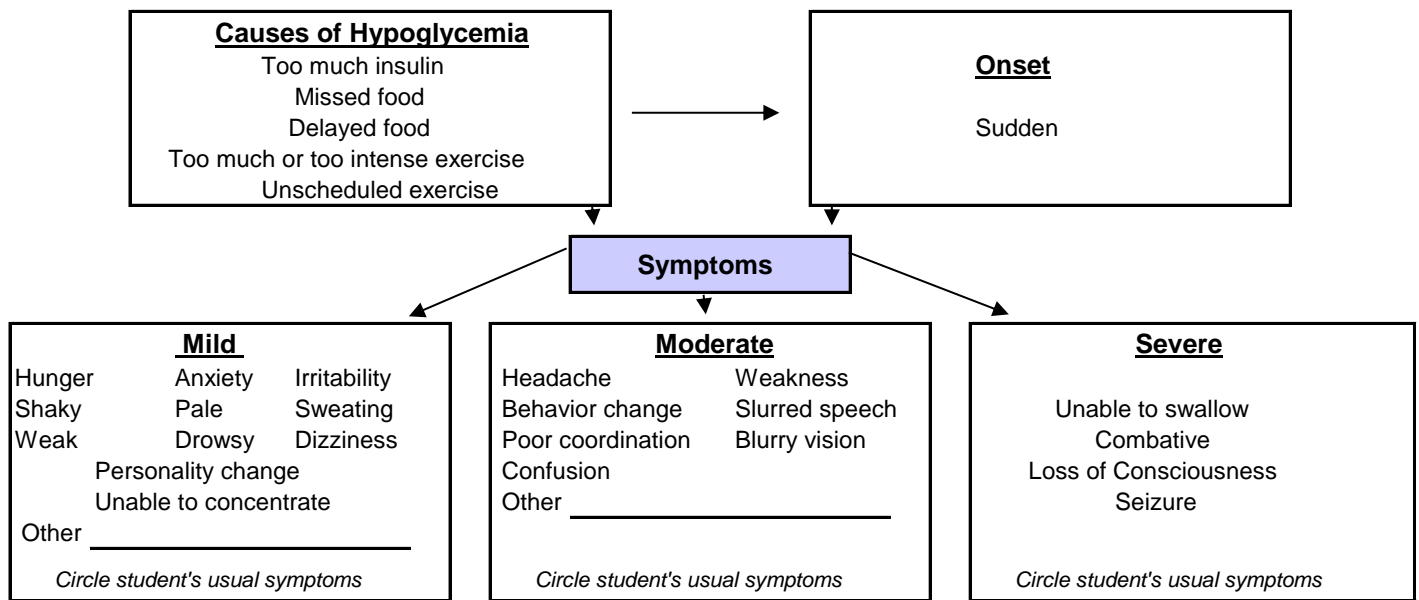 Causes of Hypoglycemia
Too much insulin
Missed food
Delayed food
Too much or too intense exercise
Unscheduled exercise
Onset
Sudden
Symptoms
Mild
Hunger Anxiety Irritability
Shaky Pale Sweating
Weak Drowsy Dizziness
Personality change
Unable to concentrate
Other
Circle student's usual symptoms
Moderate
Headache Weakness
Behavior change Slurred speech
Poor coordination Blurry vision
Confusion
Other
Circle student's usual symptoms
Severe
Unable to swallow
Combative
Loss of Consciousness
Seizure
Circle student's usual symptoms